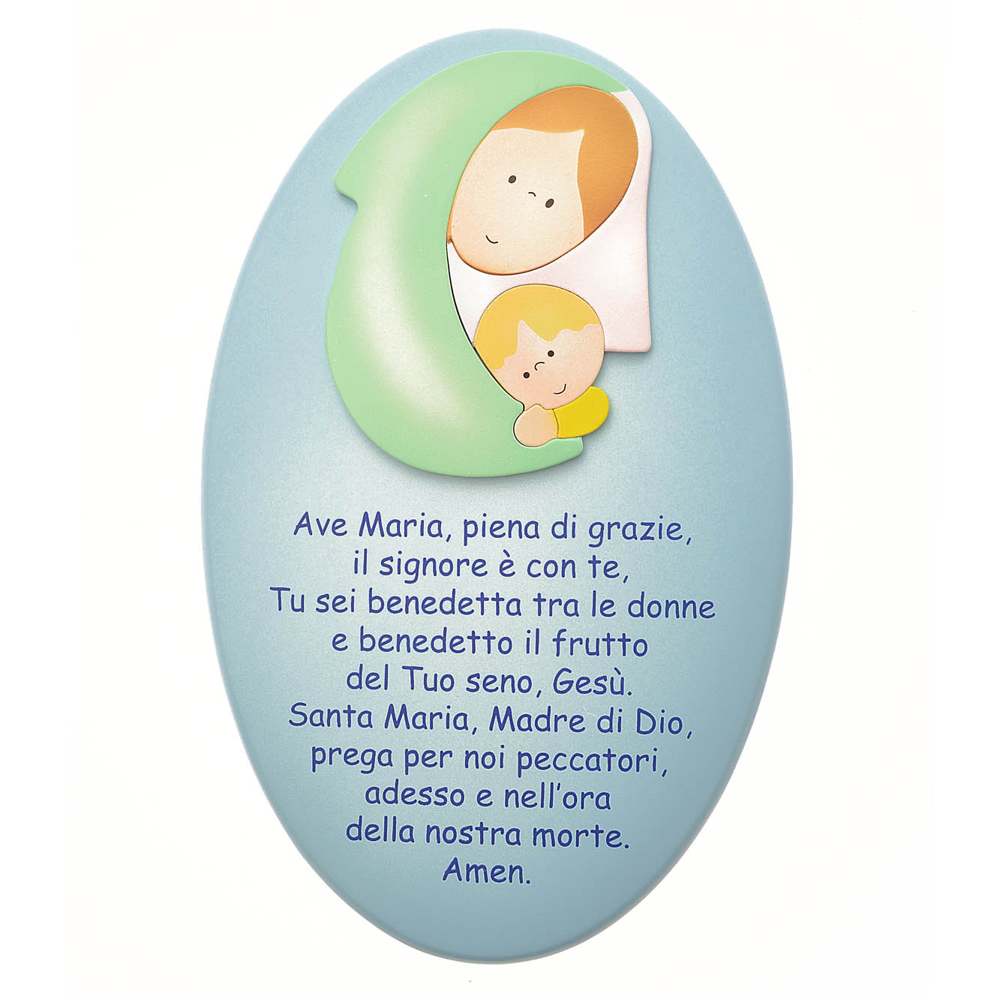 Ave Maria, piena di grazie,
il signore è con te,
Tu sei benedetta tra le donne
e benedetto il frutto
del Tuo seno, Gesù.
Santa Maria, Madre di Dio,
prega per noi peccatori,
adesso e nell'ora
della nostra morte.
Amen.